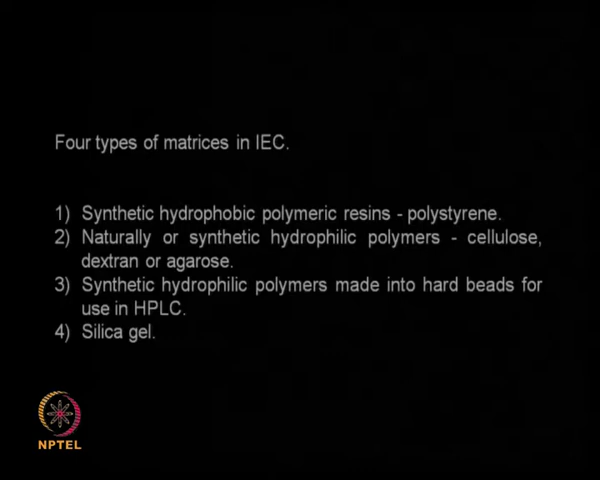 Four types of matrices in IEC.
1) Synthetic hydrophobic polymeric resins - polystyrene.
2) Naturally or synthetic hydrophilic polymers - cellulose,
dextran or agarose.
3) Synthetic hydrophilic polymers made into hard beads for
use in HPLC.
4) Silica gel.
NPTEL